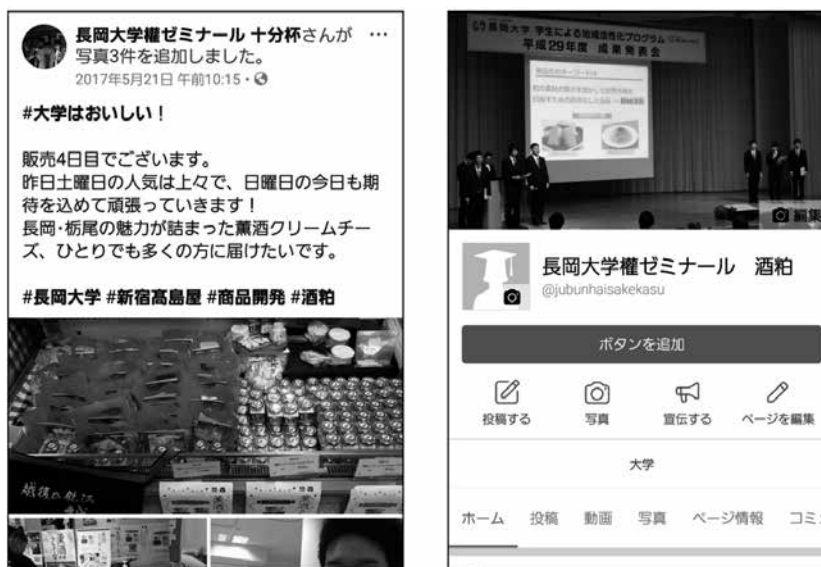 長岡大学權ゼミナール 十分杯さんが …
写真3件を追加しました。
2017年5月21日 午前10:15・
#大学はおいしい！
販売4日目でございます。
昨日土曜日の人気は上々で、日曜日の今日も期
待を込めて頑張っていきます！
長岡・栃尾の魅力が詰まった薫酒クリームチー
ズ、ひとりでも多くの方に届けたいです。
#長岡大学 #新宿髙島屋 #商品開発 #酒粕
越後の
長岡大学 学生による地域活性化プログラム
平成29年度 成果発表会
編集
長岡大学權ゼミナール 酒粕
@jubunhaisakekasu
ボタンを追加
投稿する 写真 宣伝する ページを編集
大学
ホーム 投稿 動画 写真 ページ情報 コミ